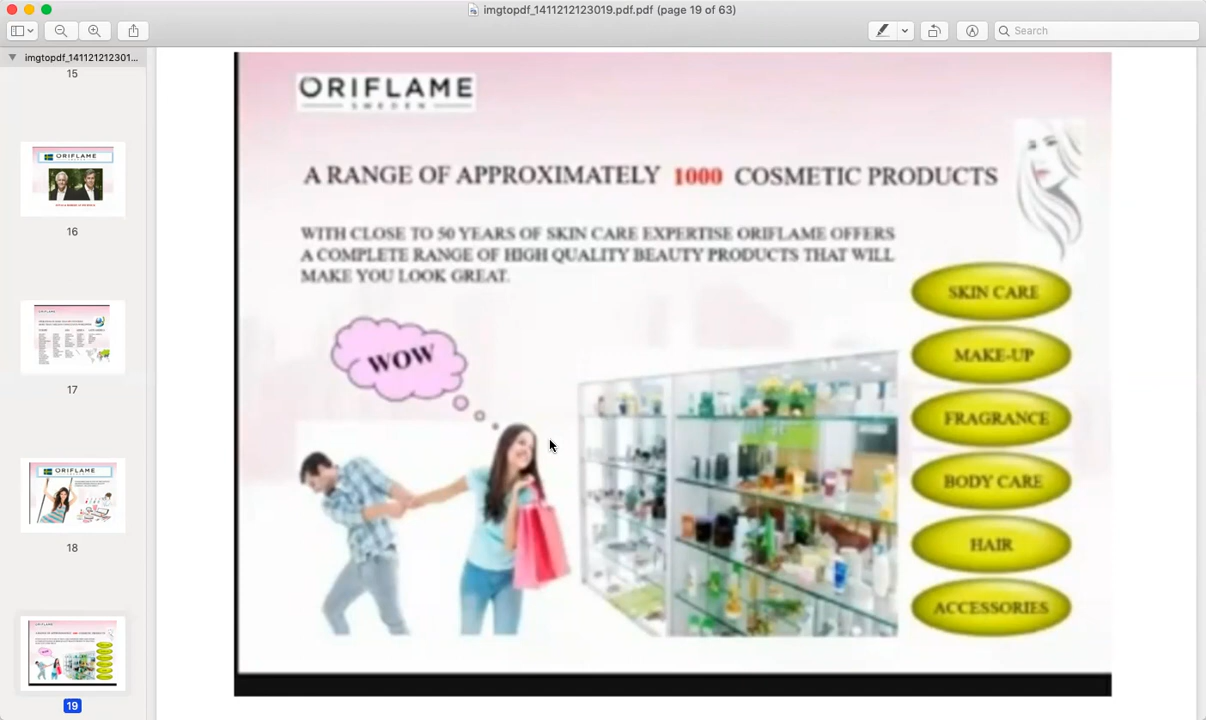 imgtopdf_1411212123019.pdf.pdf (page 19 of 63)
Search
imgtopdf_141121212301...
15
ORIFLAME
16
17
ORIFLAME
18
19
ORIFLAME
SWEDEN
A RANGE OF APPROXIMATELY 1000 COSMETIC PRODUCTS
WITH CLOSE TO 50 YEARS OF SKIN CARE EXPERTISE ORIFLAME OFFERS
A COMPLETE RANGE OF HIGH QUALITY BEAUTY PRODUCTS THAT WILL
MAKE YOU LOOK GREAT.
WOW
SKIN CARE
MAKE-UP
FRAGRANCE
BODY CARE
HAIR
ACCESSORIES